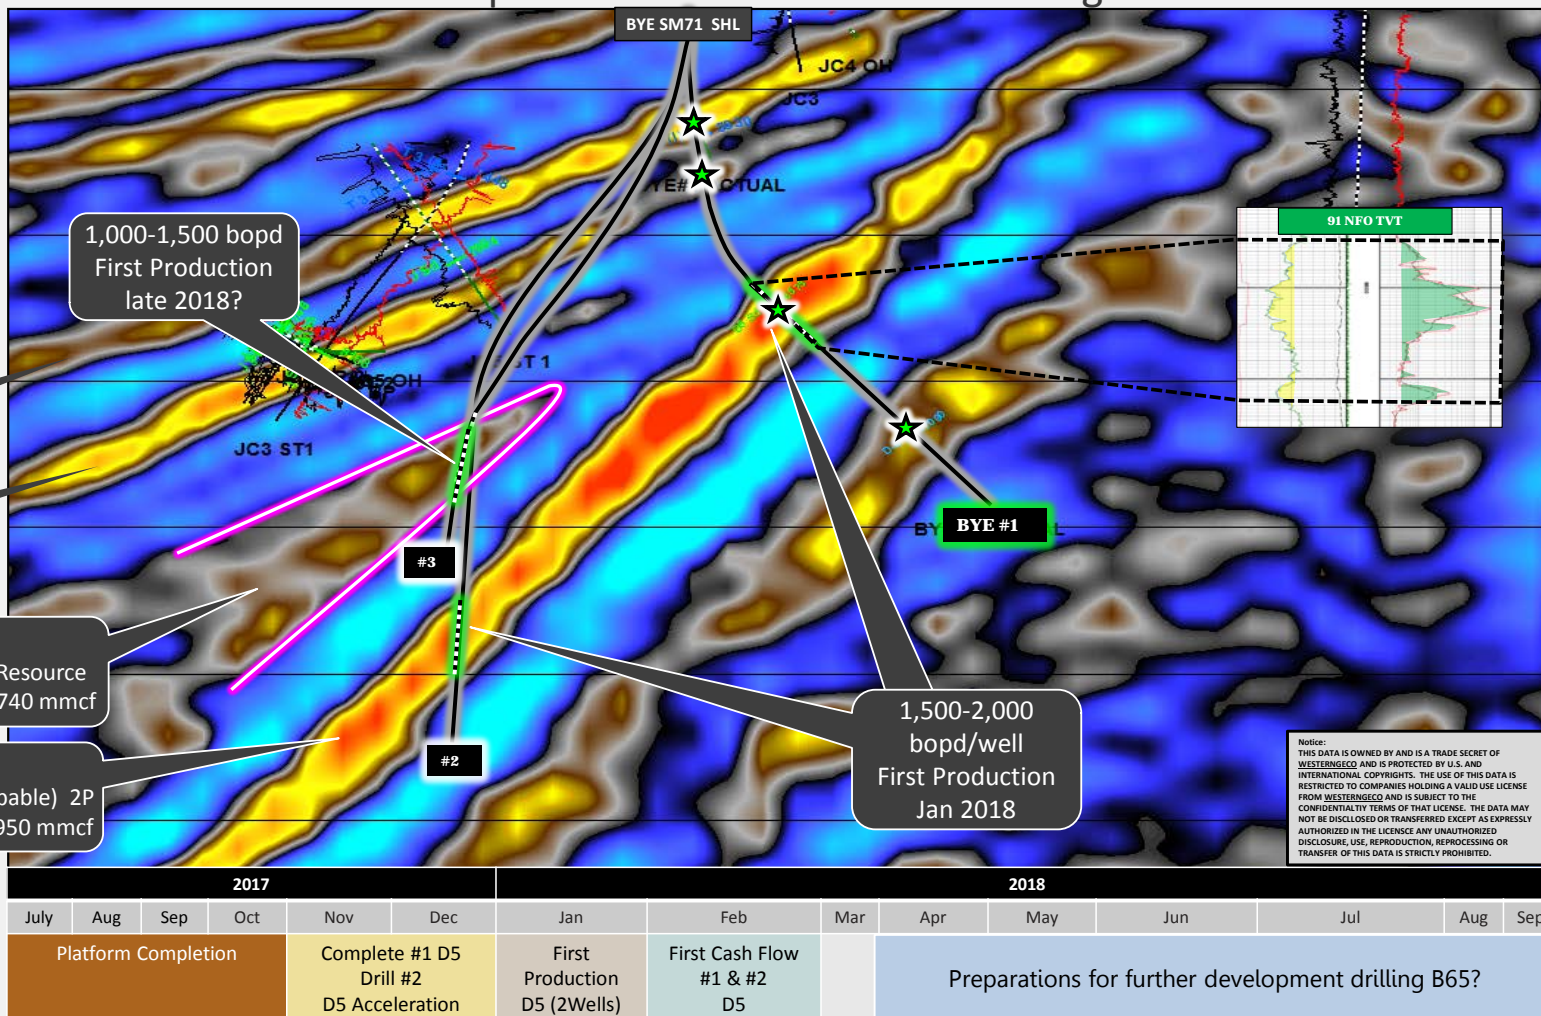 BYE SM71 SHL
JC4 OH
JC3
1,000-1,500 bopd
First Production
late 2018?
91 NFO TVT
JC3 ST1
BYE #1
#3
Resource
740 mmcf
2P
950 mmcf
#2
1,500-2,000
bopd/well
First Production
Jan 2018
Notice:
THIS DATA IS OWNED BY AND IS A TRADE SECRET OF
WESTERNGECO AND IS PROTECTED BY U.S. AND
INTERNATIONAL COPYRIGHTS. THE USE OF THIS DATA IS
RESTRICTED TO COMPANIES HOLDING A VALID USE LICENSE
FROM WESTERNGECO AND IS SUBJECT TO THE
CONFIDENTIALTIY TERMS OF THAT LICENSE. THE DATA MAY
NOT BE DISCLLOSED OR TRANSFERRED EXCEPT AS EXPRESSLY
AUTHORIZED IN THE LICENSCE ANY UNAUTHORIZED
DISCLOSURE, USE, REPRODUCTION, REPROCESSING OR
TRANSFER OF THIS DATA IS STRICTLY PROHIBITED.
2017 2018
July Aug Sep Oct Nov Dec Jan Feb Mar Apr May Jun Jul Aug Sep
Platform Completion
Complete #1 D5
Drill #2
D5 Acceleration
First
Production
D5 (2Wells)
First Cash Flow
#1 & #2
D5
Preparations for further development drilling B65?